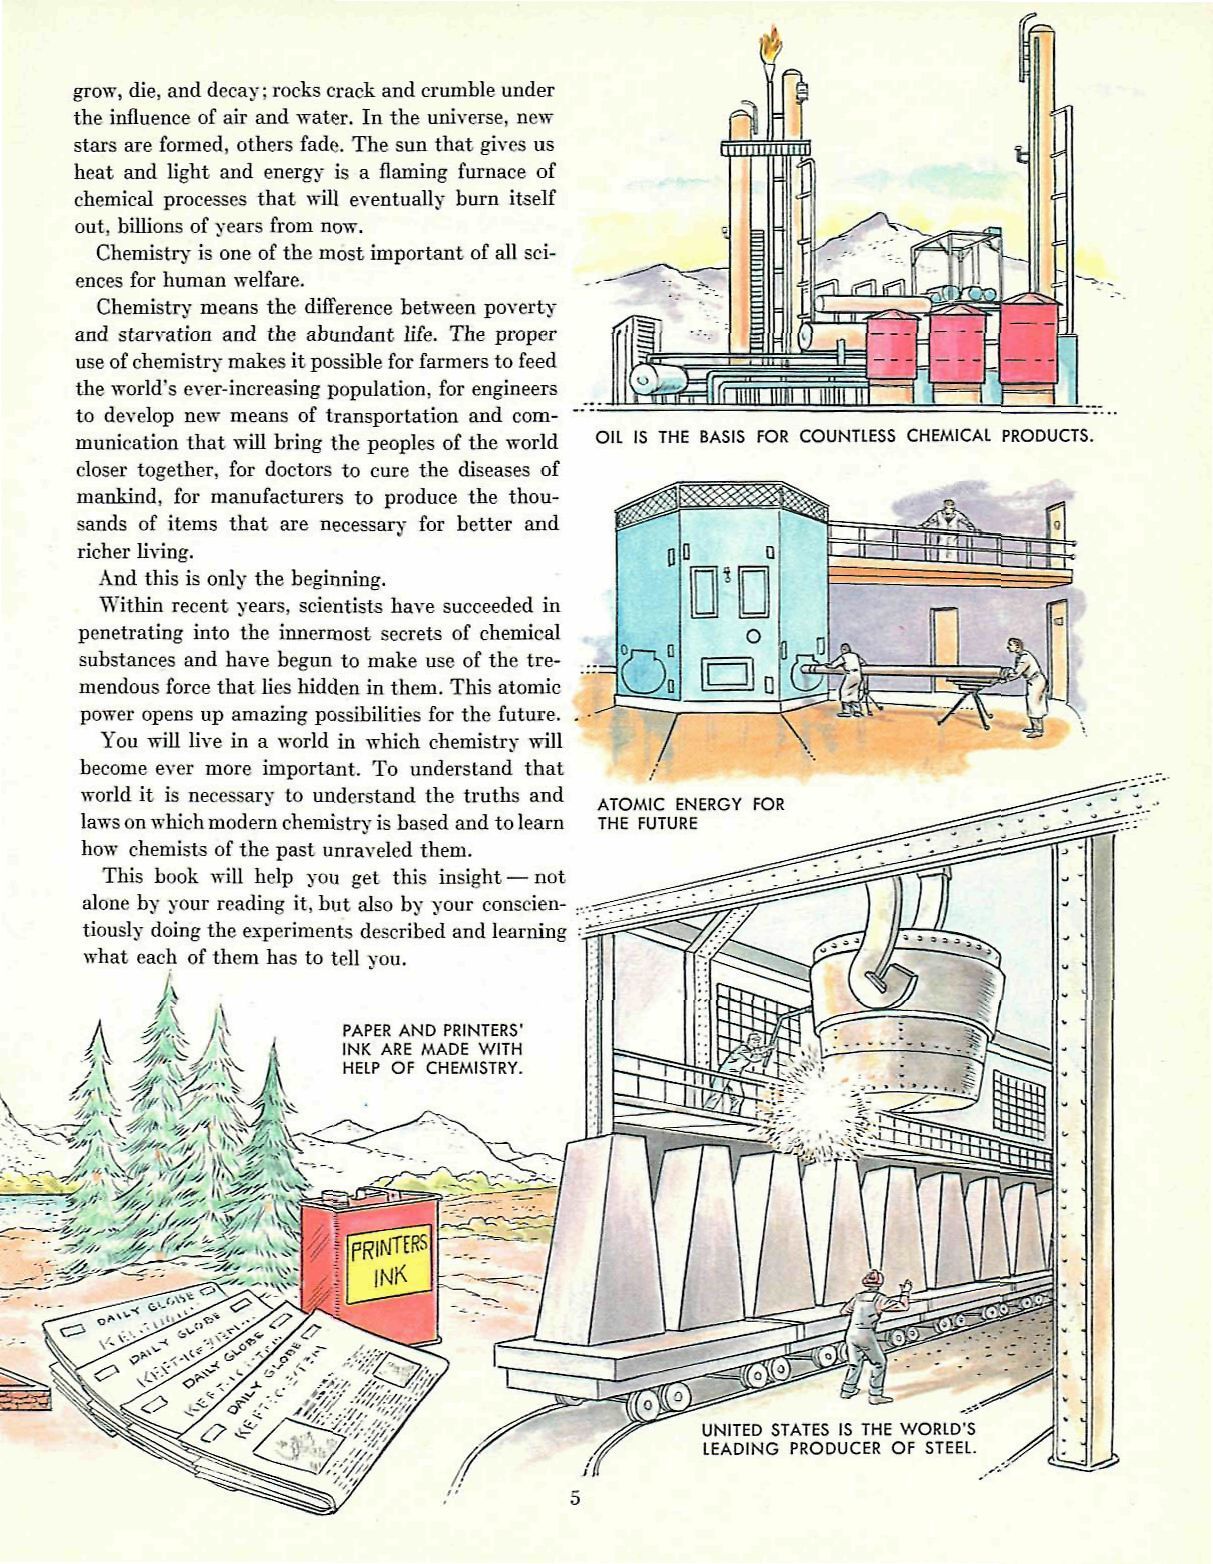 grow, die, and decay; rocks crack and crumble under
the influence of air and water. In the universe, new
stars are formed, others fade. The sun that gives us
heat and light and energy is a flaming furnace of
chemical processes that will eventually burn itself
out, billions of years from now.
Chemistry is one of the most important of all sci-
ences for human welfare.
Chemistry means the difference between poverty
and starvation and the abundant life. The proper
use of chemistry makes it possible for farmers to feed
the world's ever-increasing population, for engineers
to develop new means of transportation and com-
munication that will bring the peoples of the world
closer together, for doctors to cure the diseases of
mankind, for manufacturers to produce the thou-
sands of items that are necessary for better and
richer living.
And this is only the beginning.
Within recent years, scientists have succeeded in
penetrating into the innermost secrets of chemical
substances and have begun to make use of the tre-
mendous force that lies hidden in them. This atomic
power opens up amazing possibilities for the future.
You will live in a world in which chemistry will
become ever more important. To understand that
world it is necessary to understand the truths and
laws on which modern chemistry is based and to learn
how chemists of the past unraveled them.
This book will help you get this insight — not
alone by your reading it, but also by your conscien-
tiously doing the experiments described and learning
what each of them has to tell you.
OIL IS THE BASIS FOR COUNTLESS CHEMICAL PRODUCTS.
ATOMIC ENERGY FOR
THE FUTURE
PAPER AND PRINTERS'
INK ARE MADE WITH
HELP OF CHEMISTRY.
PRINTERS
INK
DAILY GLOBE
DAILY GLOBE
DAILY GLOBE
DAILY GLOBE
UNITED STATES IS THE WORLD'S
LEADING PRODUCER OF STEEL.
5